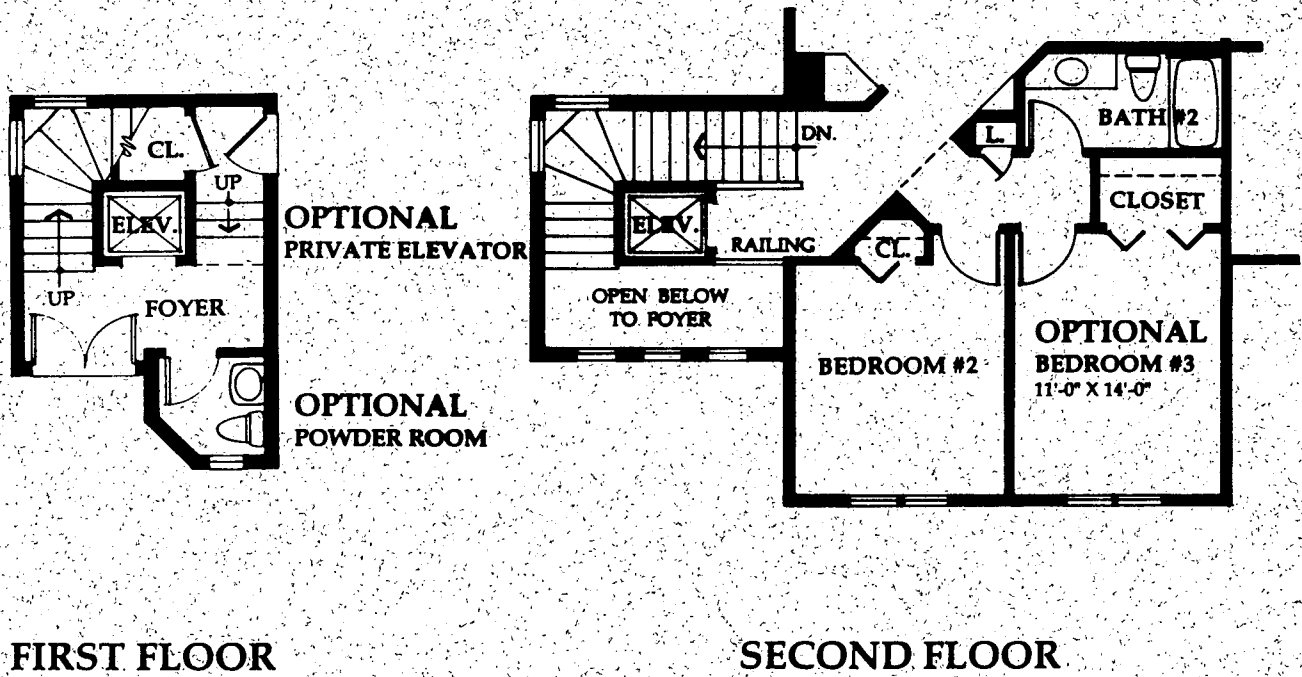 CL.
UP
ELEV.
OPTIONAL
PRIVATE ELEVATOR
UP
FOYER
OPTIONAL
POWDER ROOM
FIRST FLOOR
DN.
L.
BATH #2
CLOSET
ELEV.
RAILING
CL.
OPEN BELOW
TO FOYER
BEDROOM #2
OPTIONAL
BEDROOM #3
11'-0" X 14'-0"
SECOND FLOOR